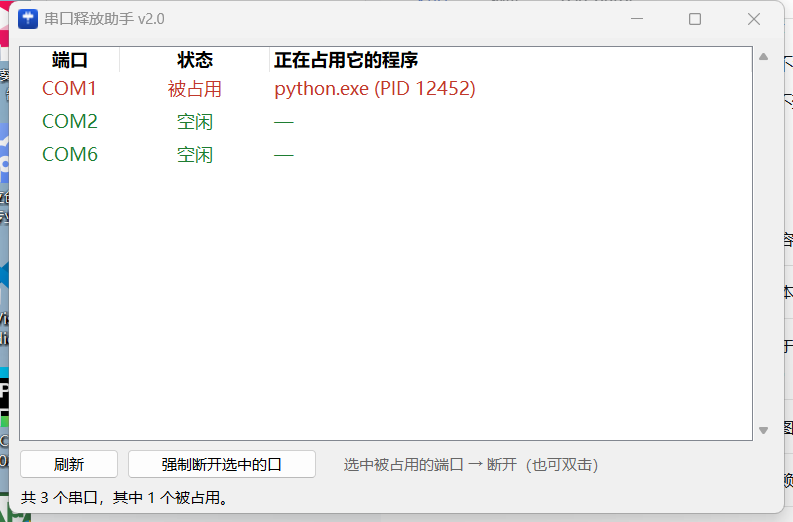 串口释放助手 v2.0
端口 状态 正在占用它的程序
COM1 被占用 python.exe (PID 12452)
COM2 空闲 —
COM6 空闲 —
刷新 强制断开选中的口 选中被占用的端口 → 断开（也可双击）
共 3 个串口，其中 1 个被占用。